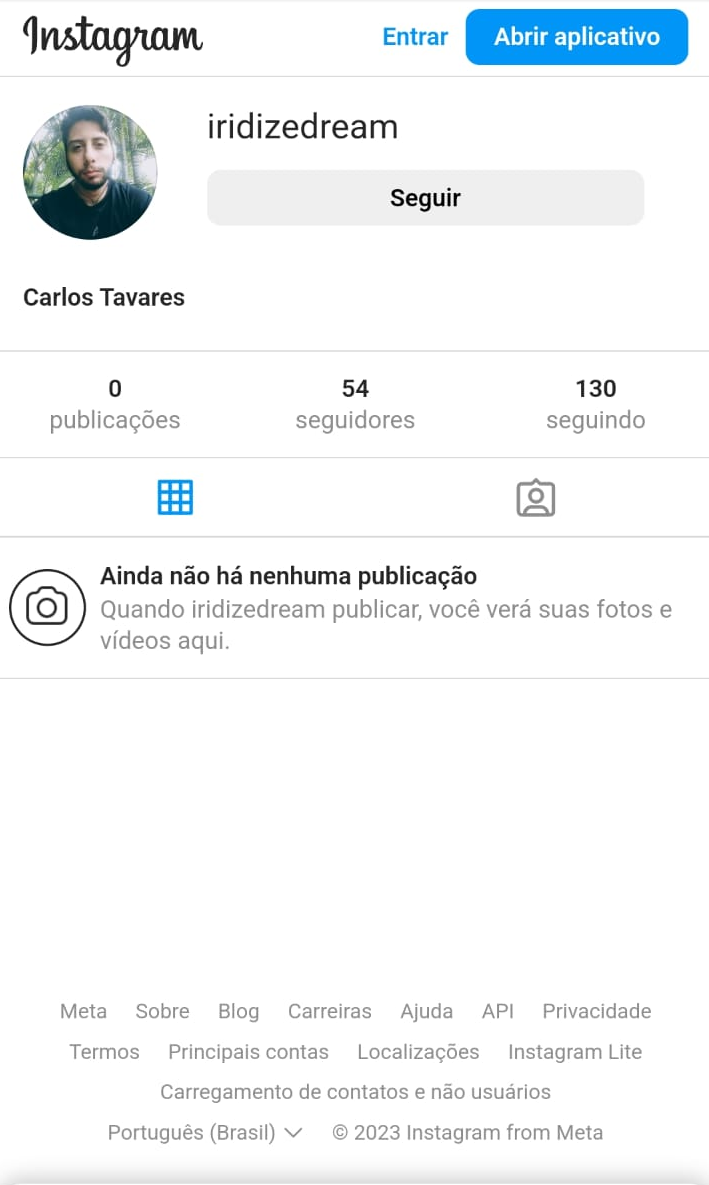 Instagram
Entrar
Abrir aplicativo
iridizedream
Seguir
Carlos Tavares
0 54 130
publicações seguidores seguindo
Ainda não há nenhuma publicação
Quando iridizedream publicar, você verá suas fotos e
vídeos aqui.
Meta Sobre Blog Carreiras Ajuda API Privacidade
Termos Principais contas Localizações Instagram Lite
Carregamento de contatos e não usuários
Português (Brasil) © 2023 Instagram from Meta